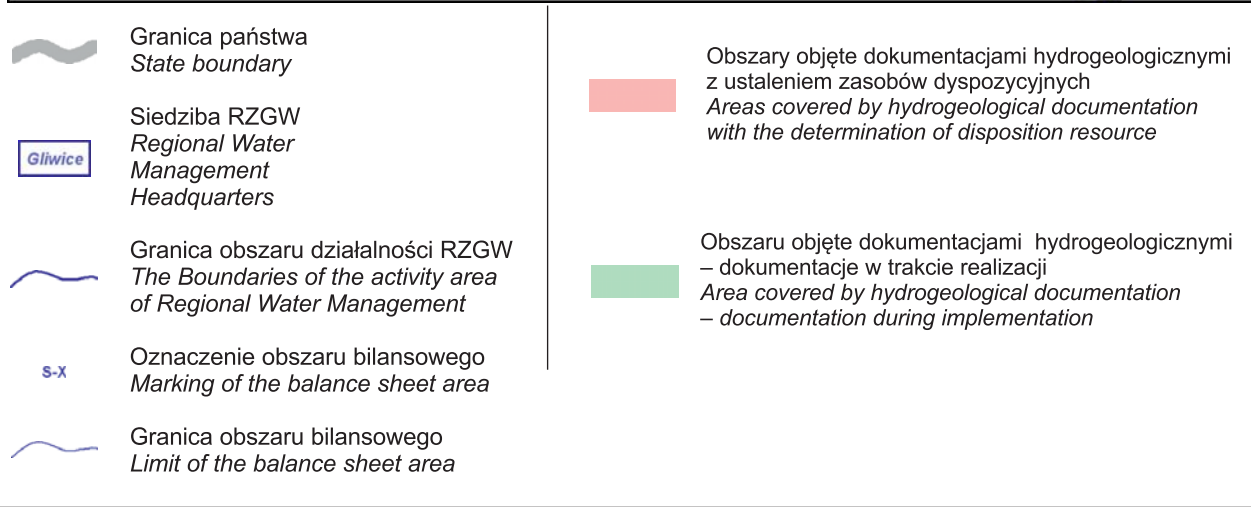 Granica państwa
State boundary
Siedziba RZGW
Regional Water
Management
Headquarters
Gliwice
Granica obszaru działalności RZGW
The Boundaries of the activity area
of Regional Water Management
S-X
Oznaczenie obszaru bilansowego
Marking of the balance sheet area
Granica obszaru bilansowego
Limit of the balance sheet area
Obszary objęte dokumentacjami hydrogeologicznymi
z ustaleniem zasobów dyspozycyjnych
Areas covered by hydrogeological documentation
with the determination of disposition resource
Obszaru objęte dokumentacjami hydrogeologicznymi
– dokumentacje w trakcie realizacji
Area covered by hydrogeological documentation
– documentation during implementation